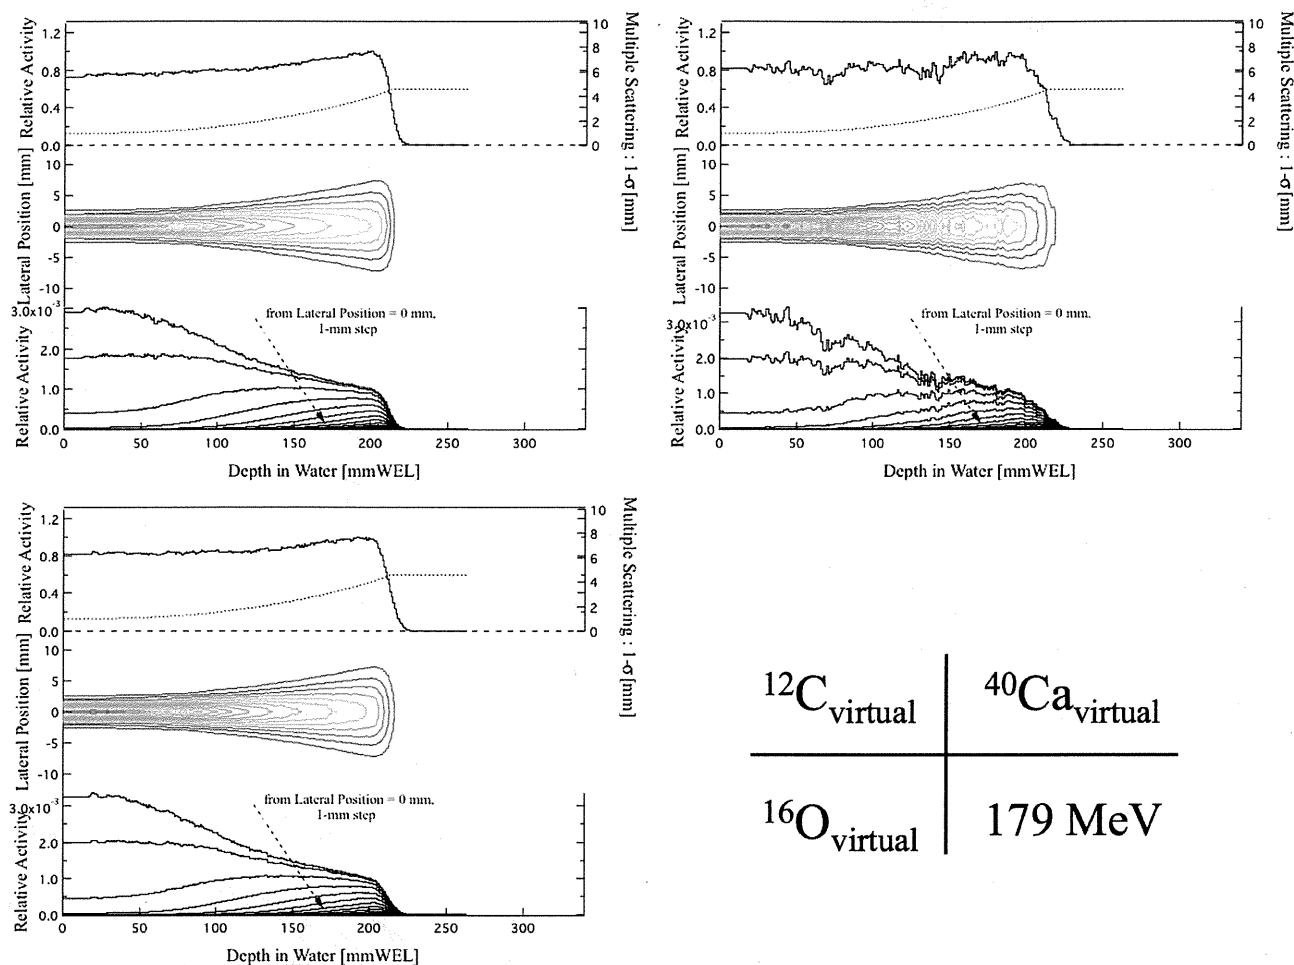 Relative Activity
1.2
0.8
0.4
0.0
10
8
6
4
2
0
Multiple Scattering : 1-σ [mm]
Lateral Position [mm]
10
5
0
-5
-10
Relative Activity
3.0x10-3
2.0
1.0
0.0
from Lateral Position = 0 mm,
1-mm step
0 50 100 150 200 250 300
Depth in Water [mmWEL]
Relative Activity
1.2
0.8
0.4
0.0
10
8
6
4
2
0
Multiple Scattering : 1-σ [mm]
Lateral Position [mm]
10
5
0
-5
-10
Relative Activity
3.0x10-3
2.0
1.0
0.0
from Lateral Position = 0 mm,
1-mm step
0 50 100 150 200 250 300
Depth in Water [mmWEL]
Relative Activity
1.2
0.8
0.4
0.0
10
8
6
4
2
0
Multiple Scattering : 1-σ [mm]
Lateral Position [mm]
10
5
0
-5
-10
Relative Activity
3.0x10-3
2.0
1.0
0.0
from Lateral Position = 0 mm,
1-mm step
0 50 100 150 200 250 300
Depth in Water [mmWEL]
12Cvirtual 40Cavirtual
16Ovirtual 179 MeV